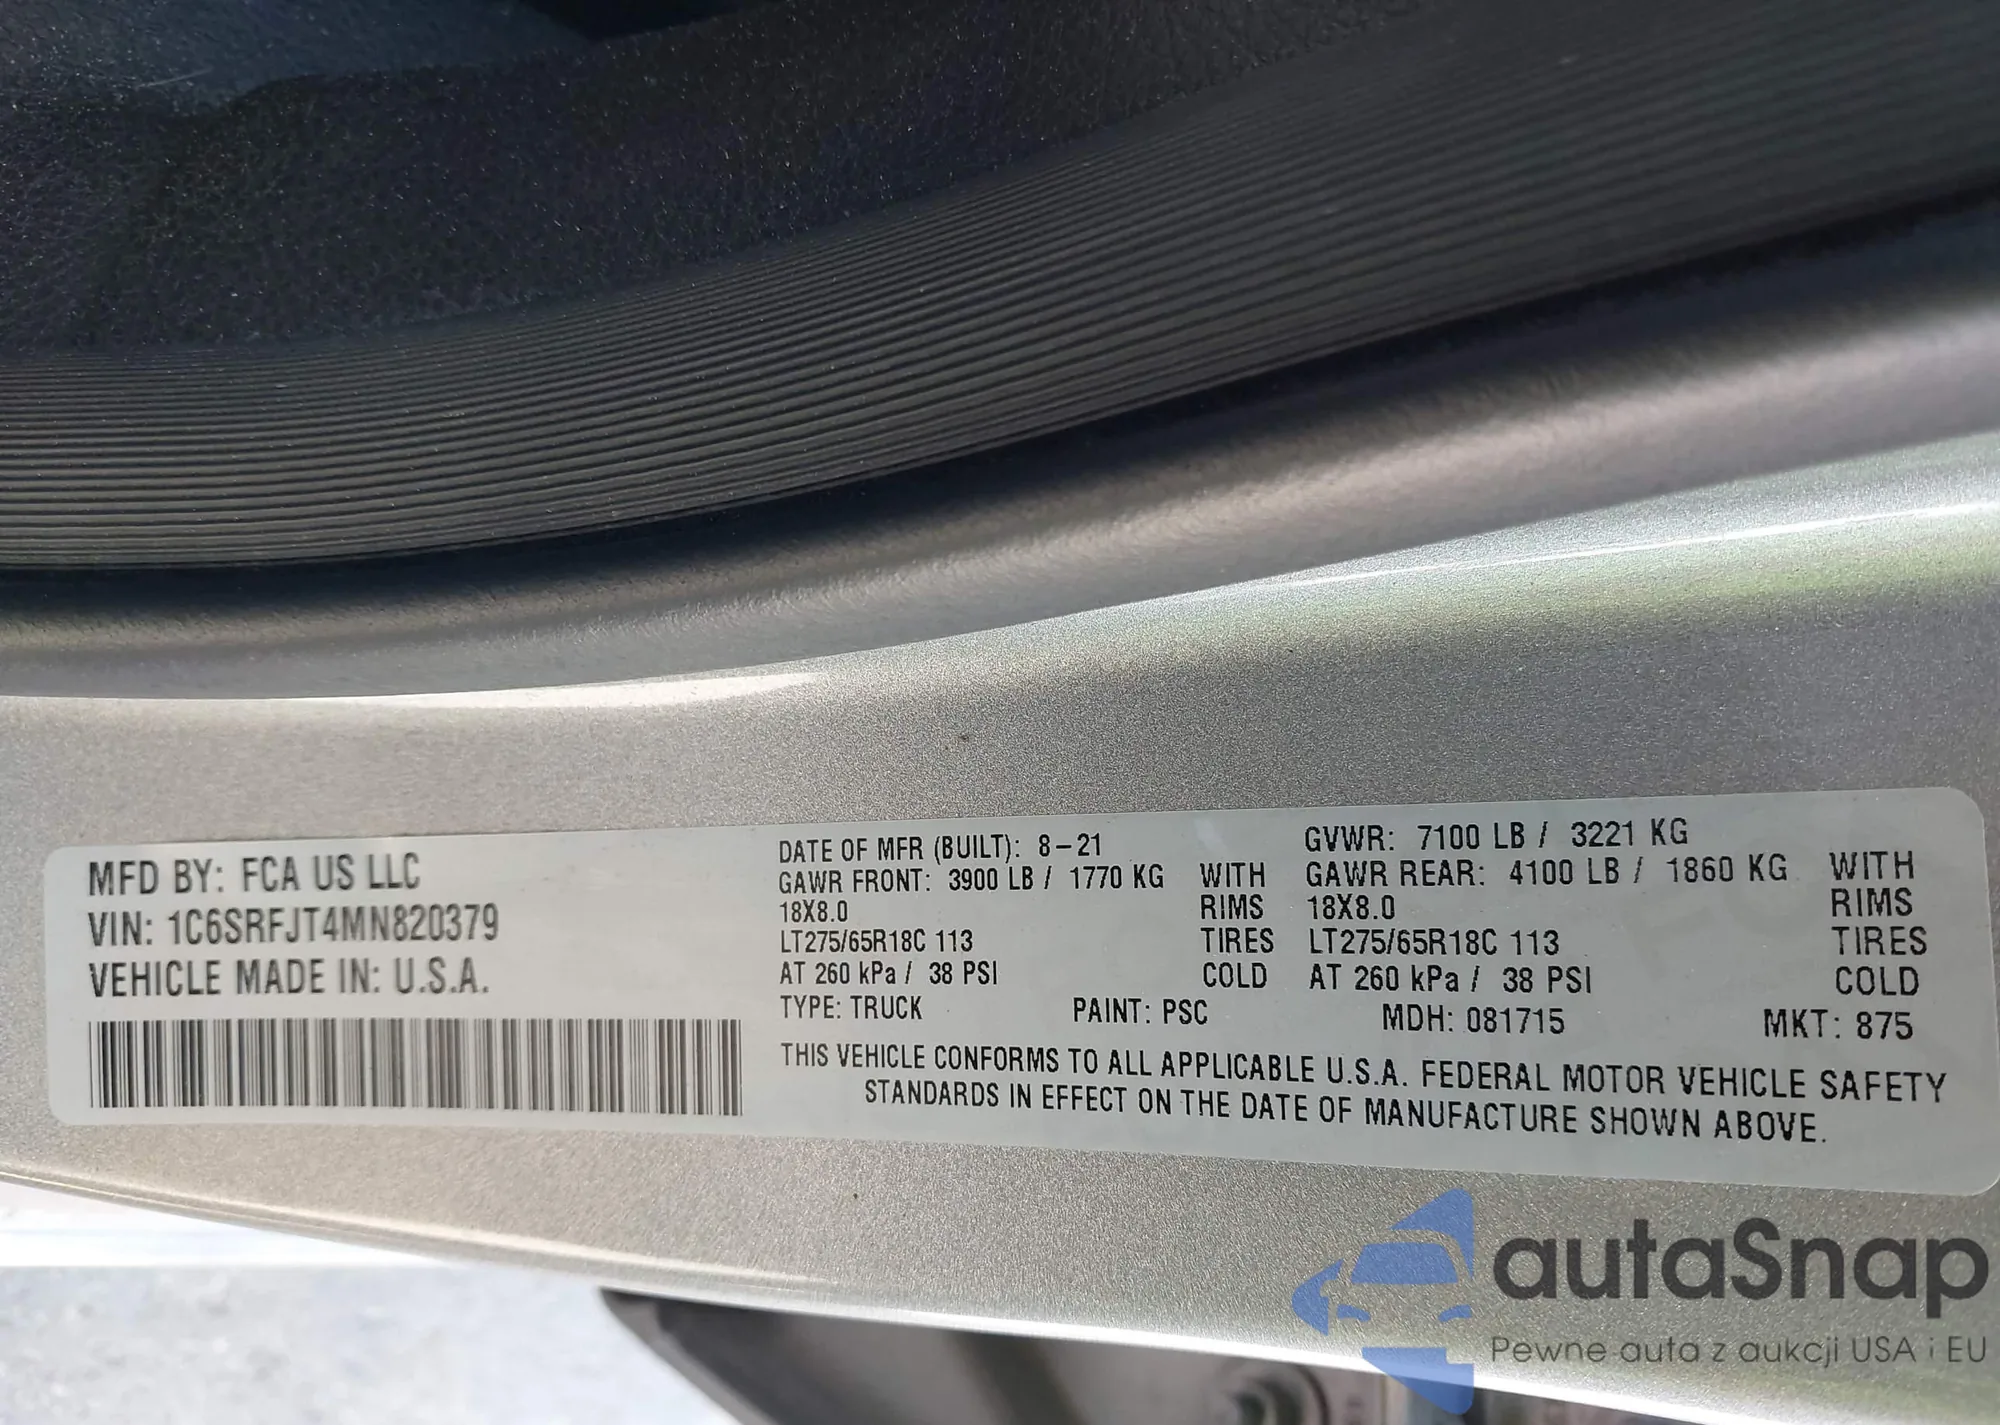 MFD BY: FCA US LLC
VIN: 1C6SRFJT4MN820379
VEHICLE MADE IN: U.S.A.
DATE OF MFR (BUILT): 8-21 GVWR: 7100 LB / 3221 KG
GAWR FRONT: 3900 LB / 1770 KG WITH GAWR REAR: 4100 LB / 1860 KG WITH
18X8.0 RIMS 18X8.0 RIMS
LT275/65R18C 113 TIRES LT275/65R18C 113 TIRES
AT 260 kPa / 38 PSI COLD AT 260 kPa / 38 PSI COLD
TYPE: TRUCK PAINT: PSC MDH: 081715 MKT: 875
THIS VEHICLE CONFORMS TO ALL APPLICABLE U.S.A. FEDERAL MOTOR VEHICLE SAFETY
STANDARDS IN EFFECT ON THE DATE OF MANUFACTURE SHOWN ABOVE.
autaSnap
Pewne auta z aukcji USA i EU